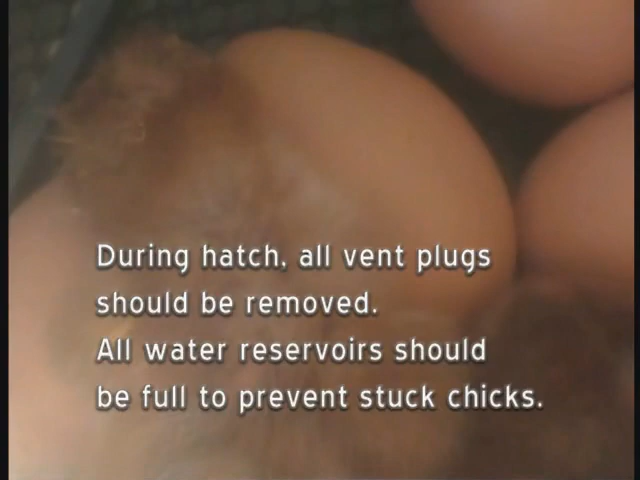 During hatch, all vent plugs
should be removed.
All water reservoirs should
be full to prevent stuck chicks.